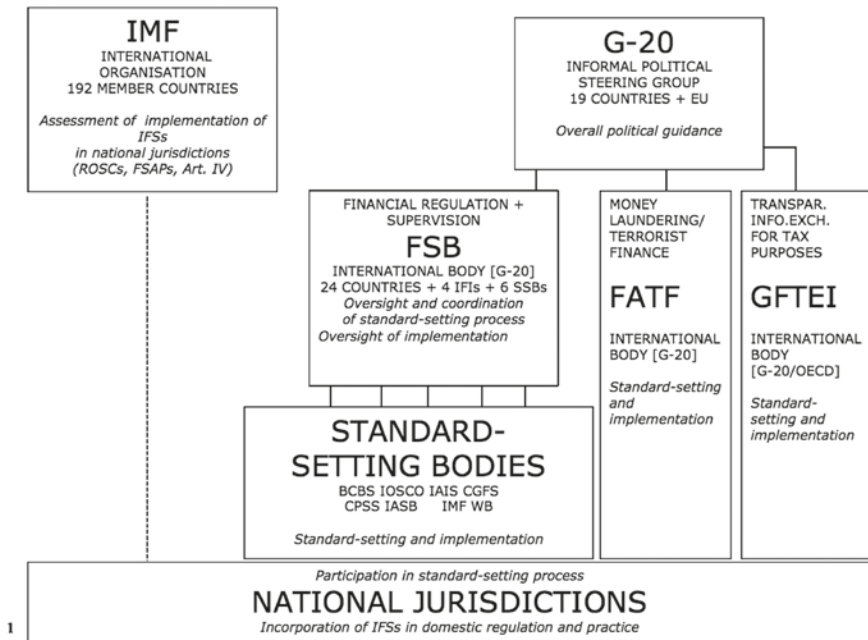 IMF
INTERNATIONAL
ORGANISATION
192 MEMBER COUNTRIES
Assessment of implementation of
IFSs
in national jurisdictions
(ROSCs, FSAPs, Art. IV)
G-20
INFORMAL POLITICAL
STEERING GROUP
19 COUNTRIES + EU
Overall political guidance
FINANCIAL REGULATION +
SUPERVISION
FSB
INTERNATIONAL BODY [G-20]
24 COUNTRIES + 4 IFIs + 6 SSBs
Oversight and coordination
of standard-setting process
Oversight of implementation
MONEY
LAUNDERING/
TERRORIST
FINANCE
FATF
INTERNATIONAL
BODY [G-20]
Standard-setting
and
implementation
TRANSPAR.
INFO.EXCH.
FOR TAX
PURPOSES
GFTEI
INTERNATIONAL
BODY
[G-20/OECD]
Standard-
setting and
implementation
STANDARD-
SETTING BODIES
BCBS IOSCO IAIS CGFS
CPSS IASB IMF WB
Standard-setting and implementation
Participation in standard-setting process
NATIONAL JURISDICTIONS
Incorporation of IFSs in domestic regulation and practice
1